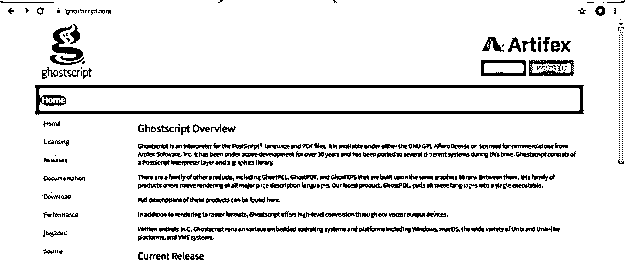 ghostscript.com
ghostscript
Artifex
Home
Home
Licensing
Releases
Documentation
Download
Performance
Source
Ghostscript Overview
Ghostscript is an interpreter for the PostScript® language and PDF files. It is available under either the GNU GPL Affero license or licensed for commercial use from
Artifex Software, Inc. It has been under active development for over 30 years and has been ported to several different systems during this time. Ghostscript consists of
a PostScript interpreter layer and a graphics library.
There are a family of other products, including GhostPCL, GhostPDF, and GhostXPS that are built upon the same graphics library. Between them, this family of
products offers native rendering of all major page description languages. Our latest product, GhostPDL, pulls all these languages into a single executable.
Full descriptions of these products can be found here.
In addition to rendering to raster formats, Ghostscript offers high-level conversion through our vector output devices.
Written entirely in C, Ghostscript runs on various embedded operating systems and platforms including Windows, macOS, the wide variety of Unix and Unix-like
platforms, and VMS systems.
Current Release